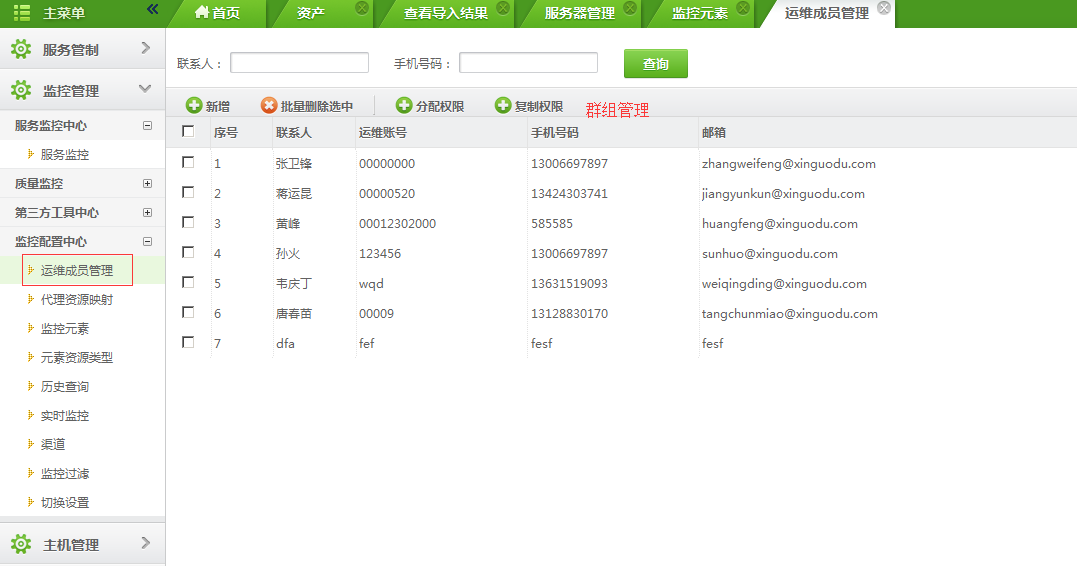 主菜单
首页
资产
查看导入结果
服务器管理
监控元素
运维成员管理
服务管制
监控管理
服务监控中心
服务监控
质量监控
第三方工具中心
监控配置中心
运维成员管理
代理资源映射
监控元素
元素资源类型
历史查询
实时监控
渠道
监控过滤
切换设置
主机管理
联系人：
手机号码：
查询
新增
批量删除选中
分配权限
复制权限
群组管理
序号 联系人 运维账号 手机号码 邮箱
1 张卫锋 00000000 13006697897 zhangweifeng@xinguodu.com
2 蒋运昆 00000520 13424303741 jiangyunkun@xinguodu.com
3 黄峰 00012302000 585585 huangfeng@xinguodu.com
4 孙火 123456 13006697897 sunhuo@xinguodu.com
5 韦庆丁 wqd 13631519093 weiqingding@xinguodu.com
6 唐春苗 00009 13128830170 tangchunmiao@xinguodu.com
7 dfa fef fesf fesf